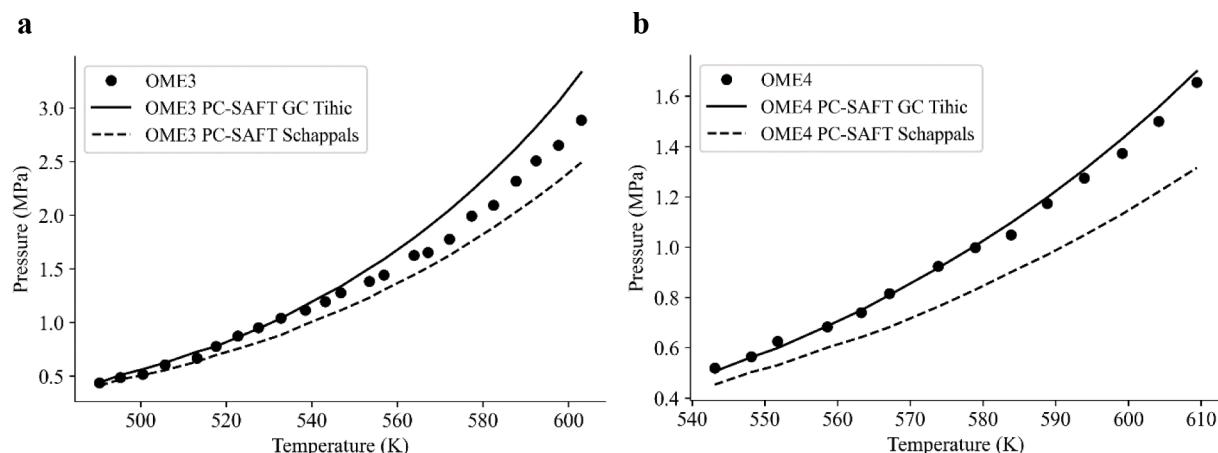 a
OME3
OME3 PC-SAFT GC Tihic
OME3 PC-SAFT Schappals
Pressure (MPa)
3.0
2.5
2.0
1.5
1.0
0.5
500 520 540 560 580 600
Temperature (K)
b
OME4
OME4 PC-SAFT GC Tihic
OME4 PC-SAFT Schappals
Pressure (MPa)
1.6
1.4
1.2
1.0
0.8
0.6
0.4
540 550 560 570 580 590 600 610
Temperature (K)